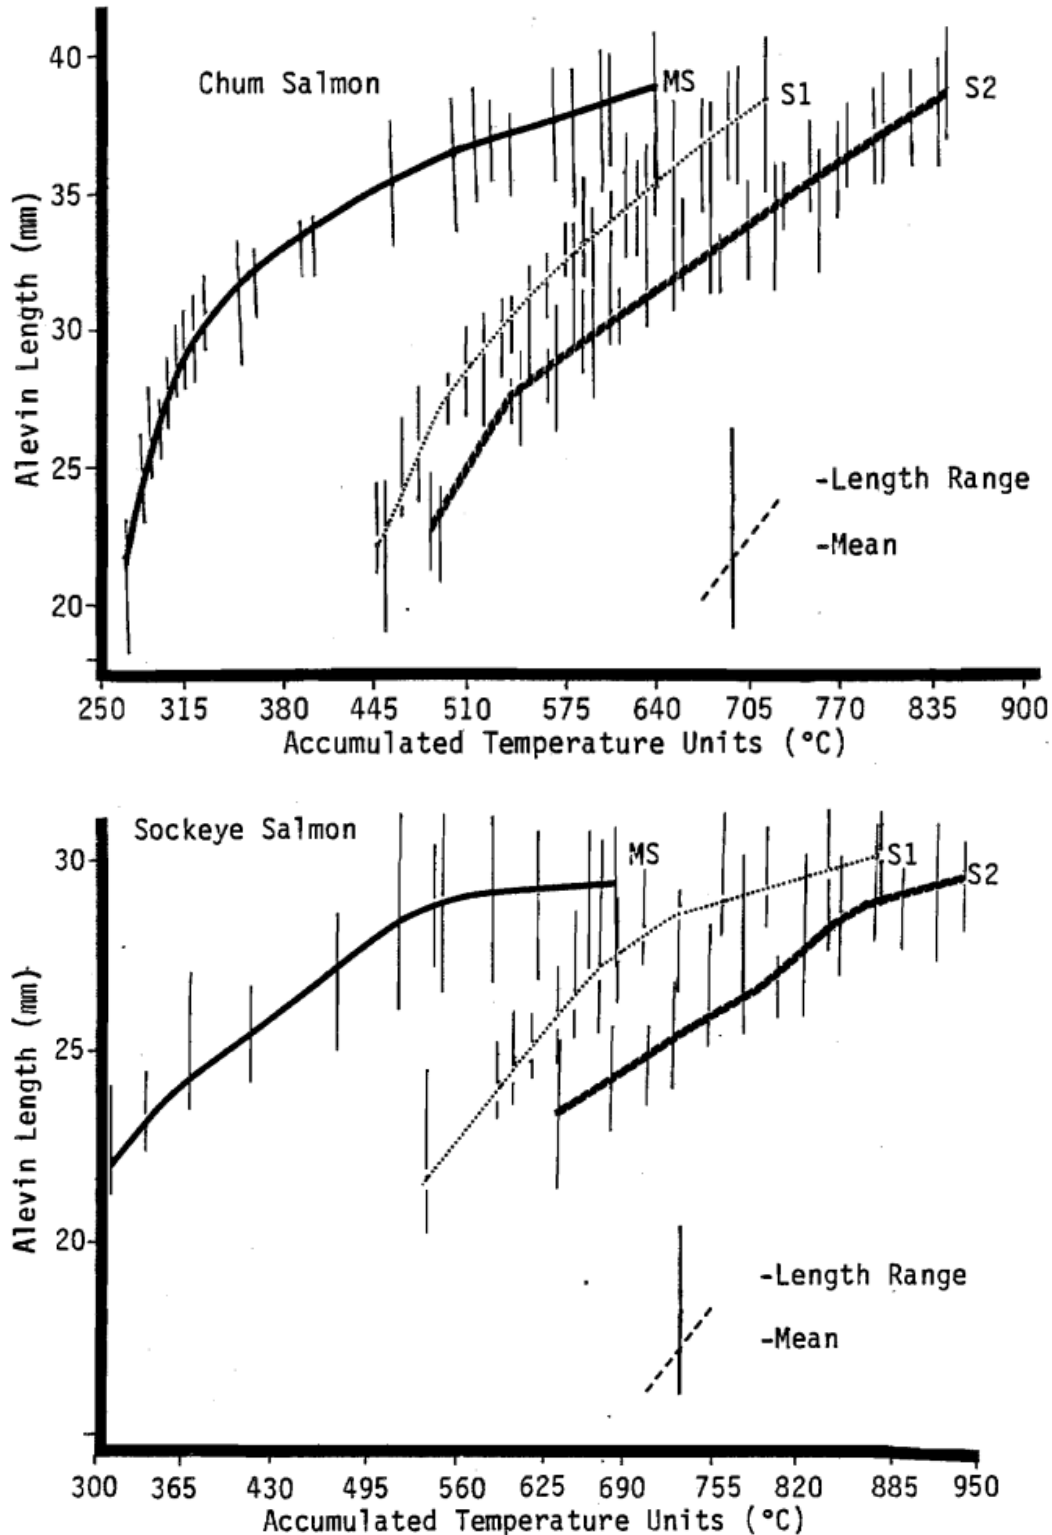 40
Chum Salmon
MS
S1
S2
35
Alevin Length (mm)
30
25
-Length Range
-Mean
20
250 315 380 445 510 575 640 705 770 835 900
Accumulated Temperature Units (°C)
Sockeye Salmon
30
MS
S1
S2
Alevin Length (mm)
25
20
-Length Range
-Mean
300 365 430 495 560 625 690 755 820 885 950
Accumulated Temperature Units (°C)